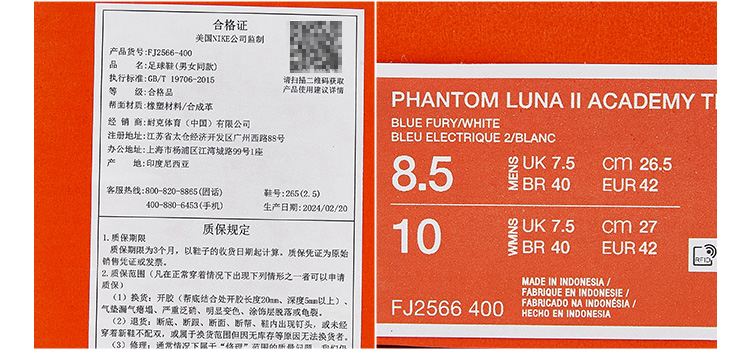 合格证
美国NIKE公司监制
产品货号:FJ2566-400
品 名:足球鞋(男女同款)
执行标准:GB/T 19706-2015
等 级:合格品
帮面材质:橡塑材料/合成革
请扫描二维码获取
产品使用建议详情
经 销 商:耐克体育（中国）有限公司
注册地址:江苏省太仓经济开发区广州西路88号
办公地址:上海市杨浦区江湾城路99号1座
产 地:印度尼西亚
客服热线:800-820-8865(固话)
400-880-6453(手机)
鞋号:265(2.5)
生产日期:2024/02/20
质保规定
1.质保期限
质保期为3个月，以鞋子的收货日期起计算。质保凭证为原始
销售凭证或发票。
2.质保范围（凡在正常穿着情况下出现下列情形之一者可以申请
质保）
（1）换货：开胶（帮底结合处开胶长度20mm、深度5mm以上）、
气垫漏气瘪塌、严重泛硝、明显变色、涂饰层脱落或龟裂。
（2）退货：断底、断跟、断面、断帮、鞋内出现钉头，或未经
穿着新鞋不配双，或属于换货范围但因无库存等原因无法换货者。
（3）修理：通常情况下属于“修理”范围的质量问题，我们仍
PHANTOM LUNA II ACADEMY T
BLUE FURY/WHITE
BLEU ELECTRIQUE 2/BLANC
8.5 MENS UK 7.5 CM 26.5
BR 40 EUR 42
10 WMNS UK 7.5 CM 27
BR 40 EUR 42
RFID
MADE IN INDONESIA /
FABRIQUE EN INDONESIE /
FABRICADO NA INDONÉSIA /
HECHO EN INDONESIA
FJ2566 400